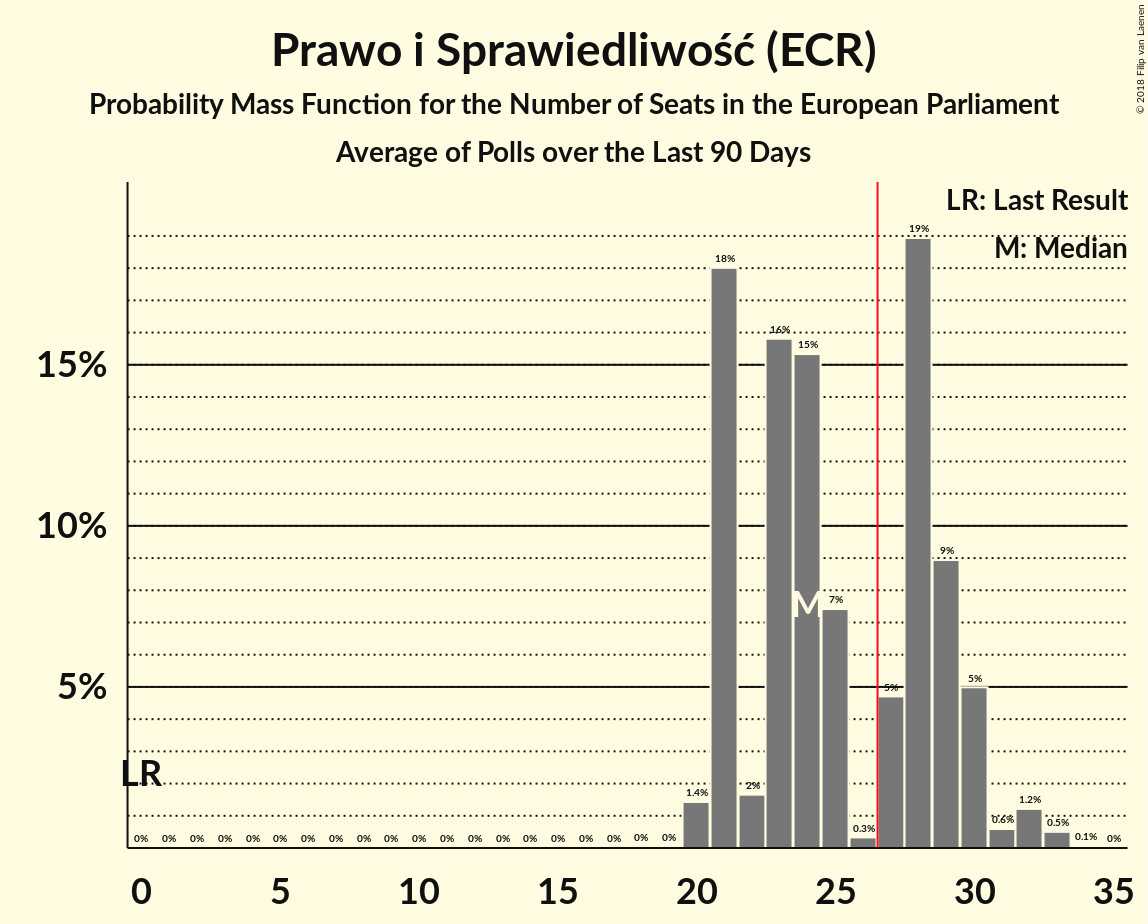 Prawo i Sprawiedliwość (ECR)
Probability Mass Function for the Number of Seats in the European Parliament
Average of Polls over the Last 90 Days
© 2018 Filip van Laenen
LR: Last Result
M: Median
15%
10%
5%
LR
M
0% 0% 0% 0% 0% 0% 0% 0% 0% 0% 0% 0% 0% 0% 0% 0% 0% 0% 0% 0% 1.4% 18% 2% 16% 15% 7% 0.3% 5% 19% 9% 5% 0.6% 1.2% 0.5% 0.1% 0%
0 5 10 15 20 25 30 35